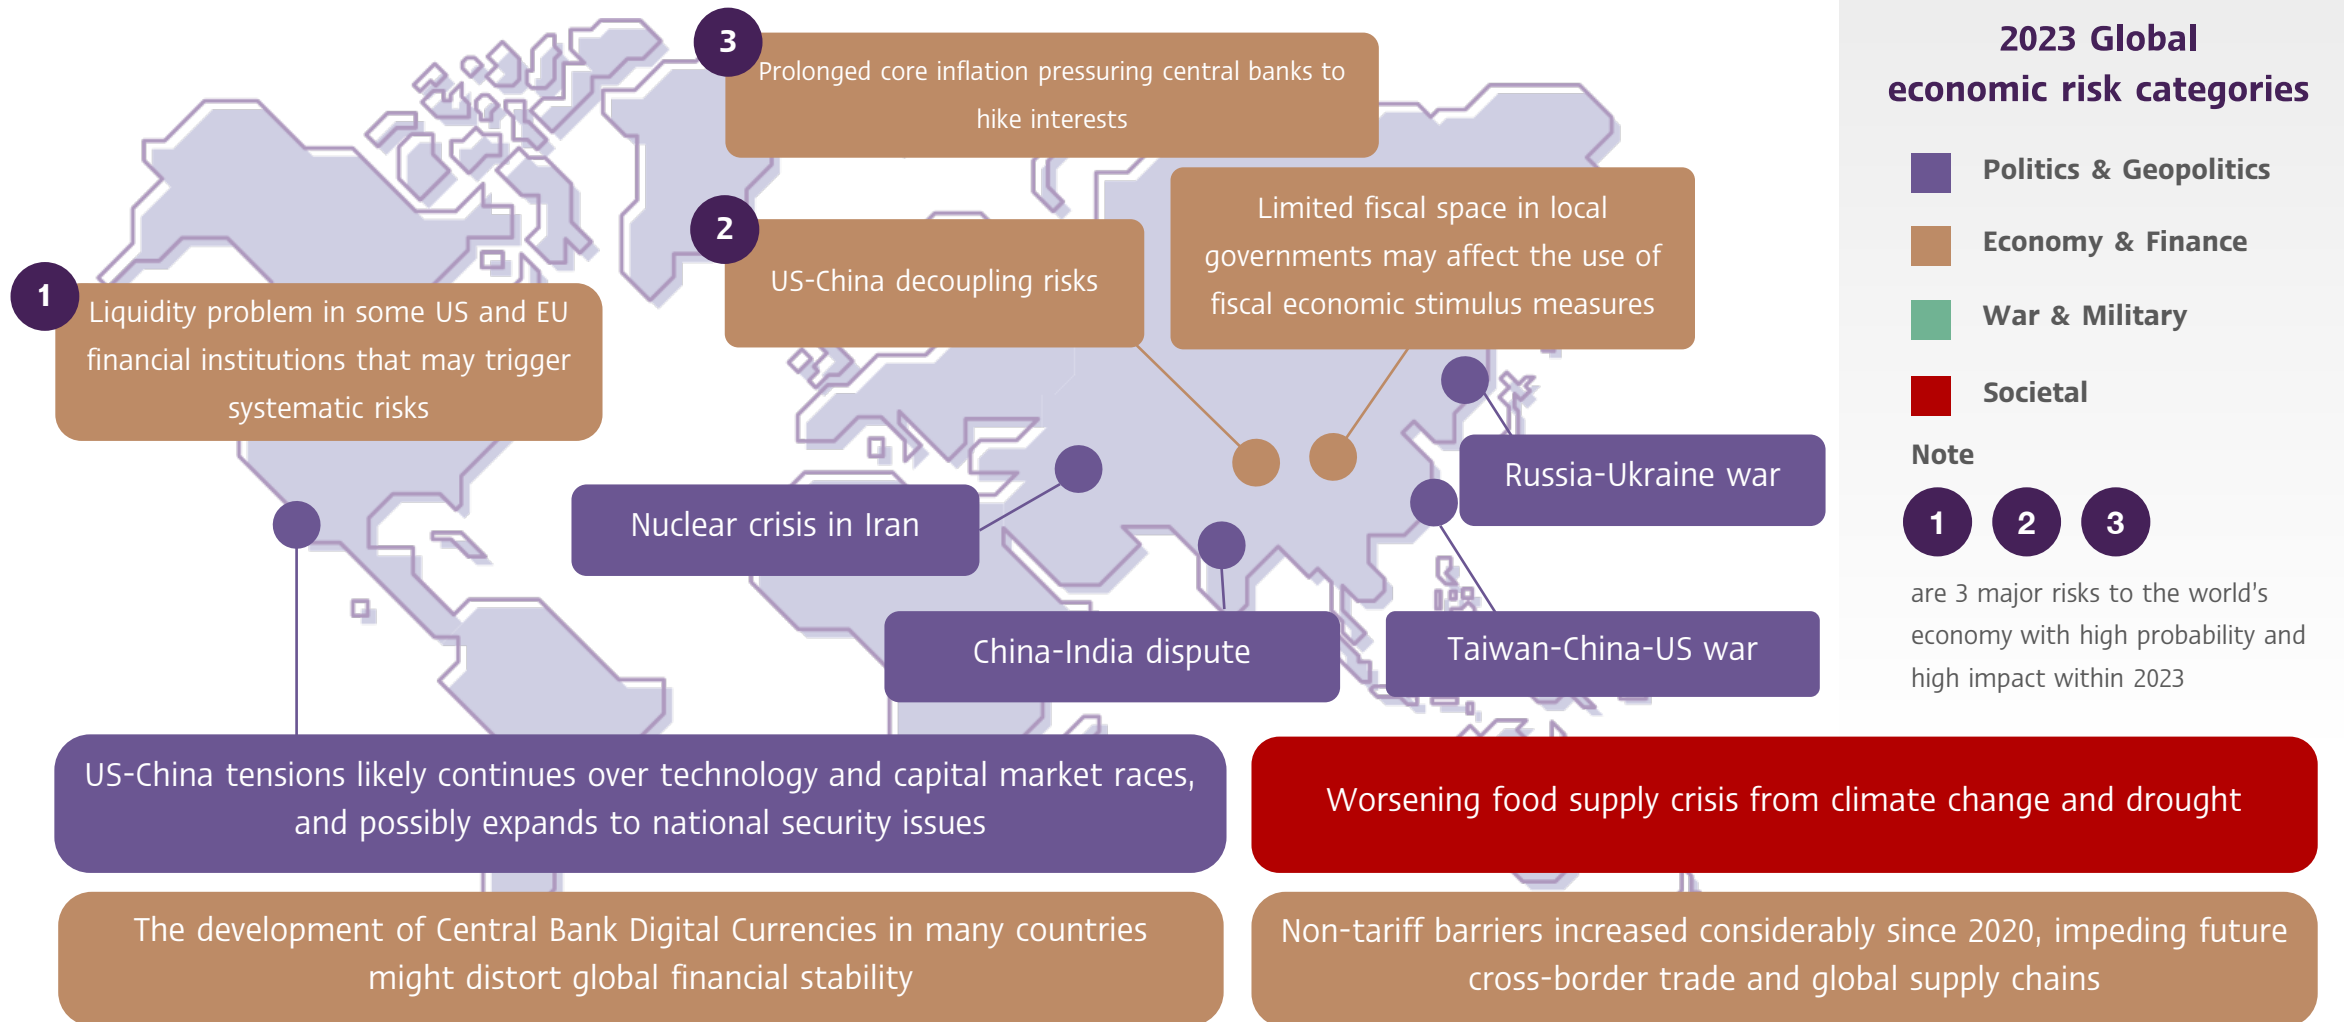 3
Prolonged core inflation pressuring central banks to
hike interests
2
US-China decoupling risks
Limited fiscal space in local
governments may affect the use of
fiscal economic stimulus measures
1
Liquidity problem in some US and EU
financial institutions that may trigger
systematic risks
Nuclear crisis in Iran
Russia-Ukraine war
China-India dispute
Taiwan-China-US war
US-China tensions likely continues over technology and capital market races,
and possibly expands to national security issues
Worsening food supply crisis from climate change and drought
The development of Central Bank Digital Currencies in many countries
might distort global financial stability
Non-tariff barriers increased considerably since 2020, impeding future
cross-border trade and global supply chains
2023 Global
economic risk categories
Politics & Geopolitics
Economy & Finance
War & Military
Societal
Note
1 2 3
are 3 major risks to the world's
economy with high probability and
high impact within 2023